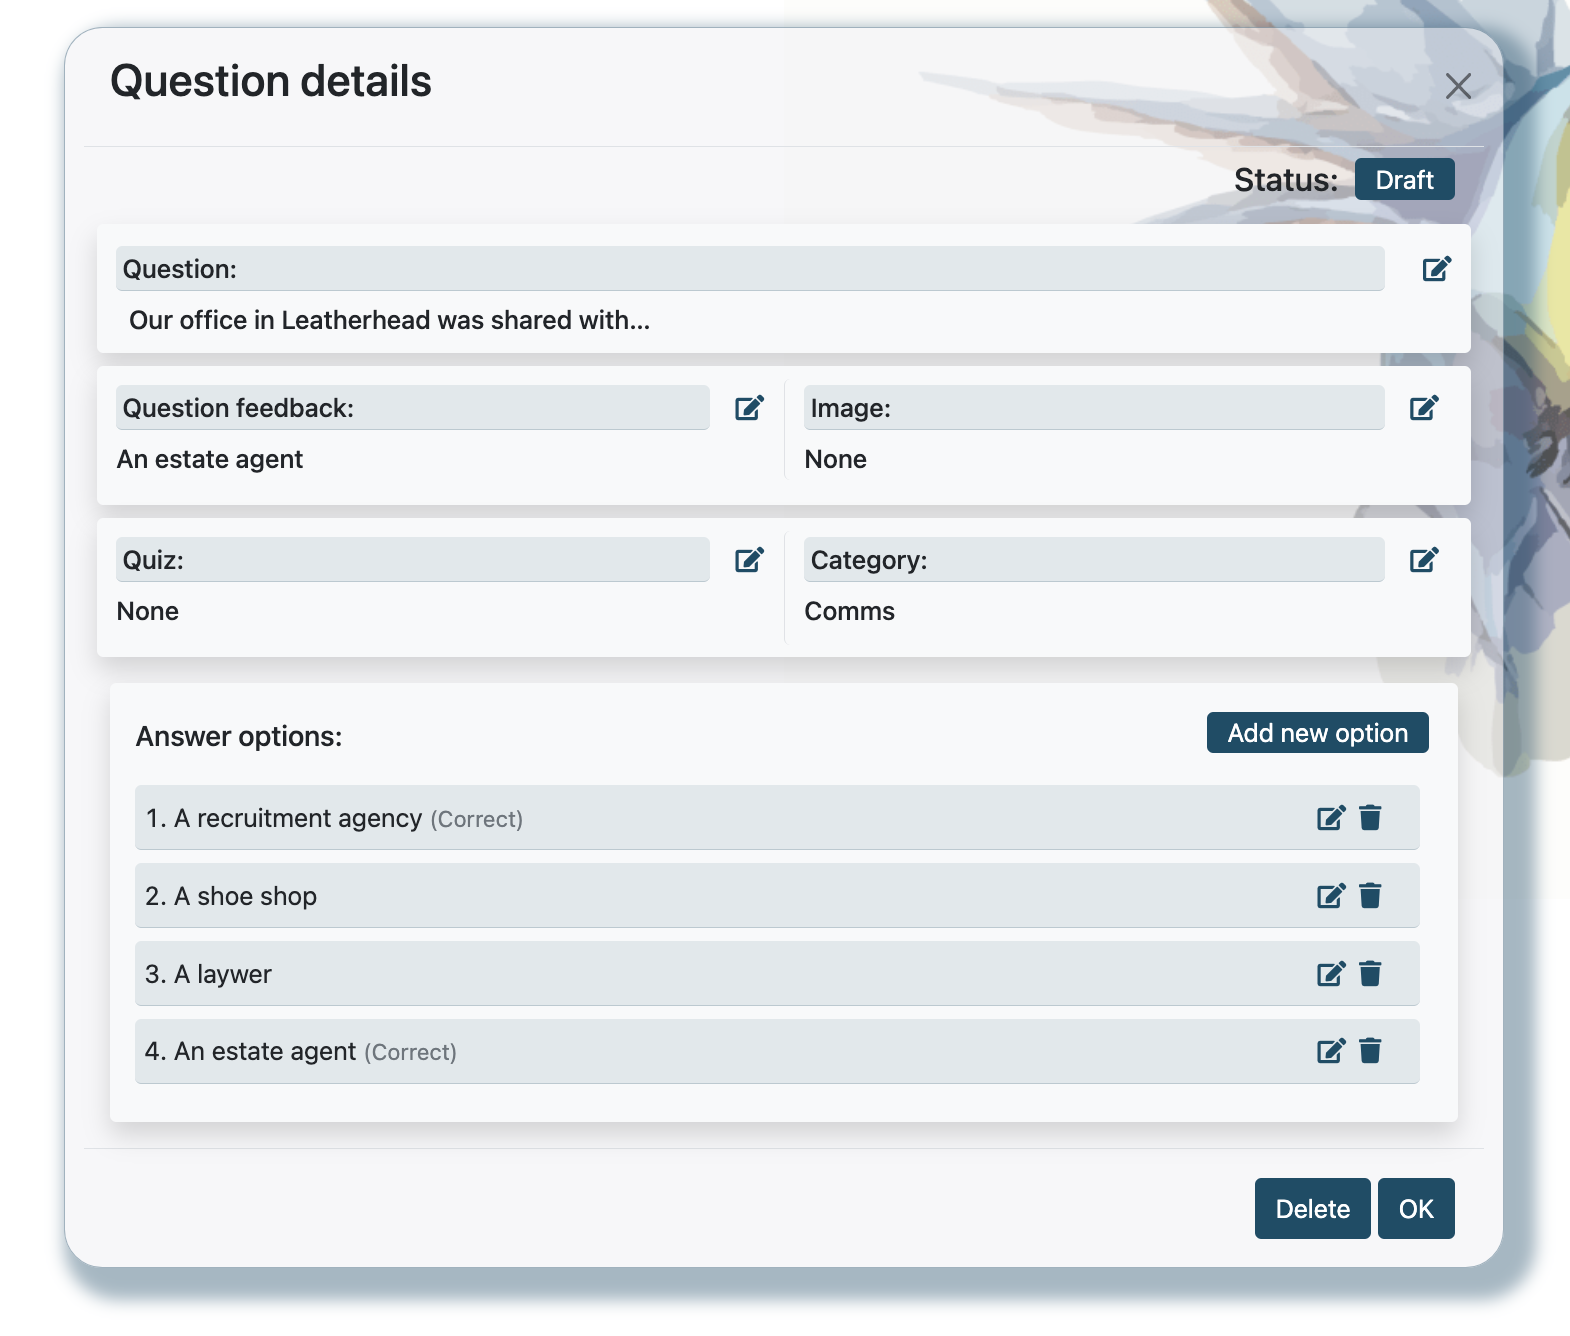 Question details
Status: Draft
Question:
Our office in Leatherhead was shared with...
Question feedback:
An estate agent
Image:
None
Quiz:
None
Category:
Comms
Answer options:
Add new option
1. A recruitment agency (Correct)
2. A shoe shop
3. A laywer
4. An estate agent (Correct)
Delete OK